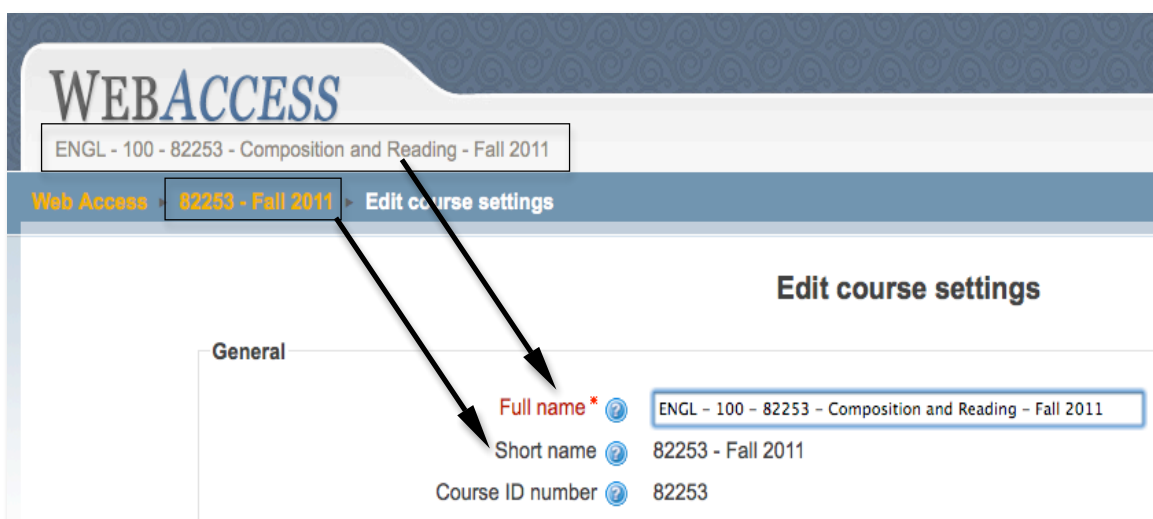 WEBACCESS
ENGL - 100 - 82253 - Composition and Reading - Fall 2011
Web Access ▸ 82253 - Fall 2011 ▸ Edit course settings
Edit course settings
General
Full name * ENGL - 100 - 82253 - Composition and Reading - Fall 2011
Short name 82253 - Fall 2011
Course ID number 82253